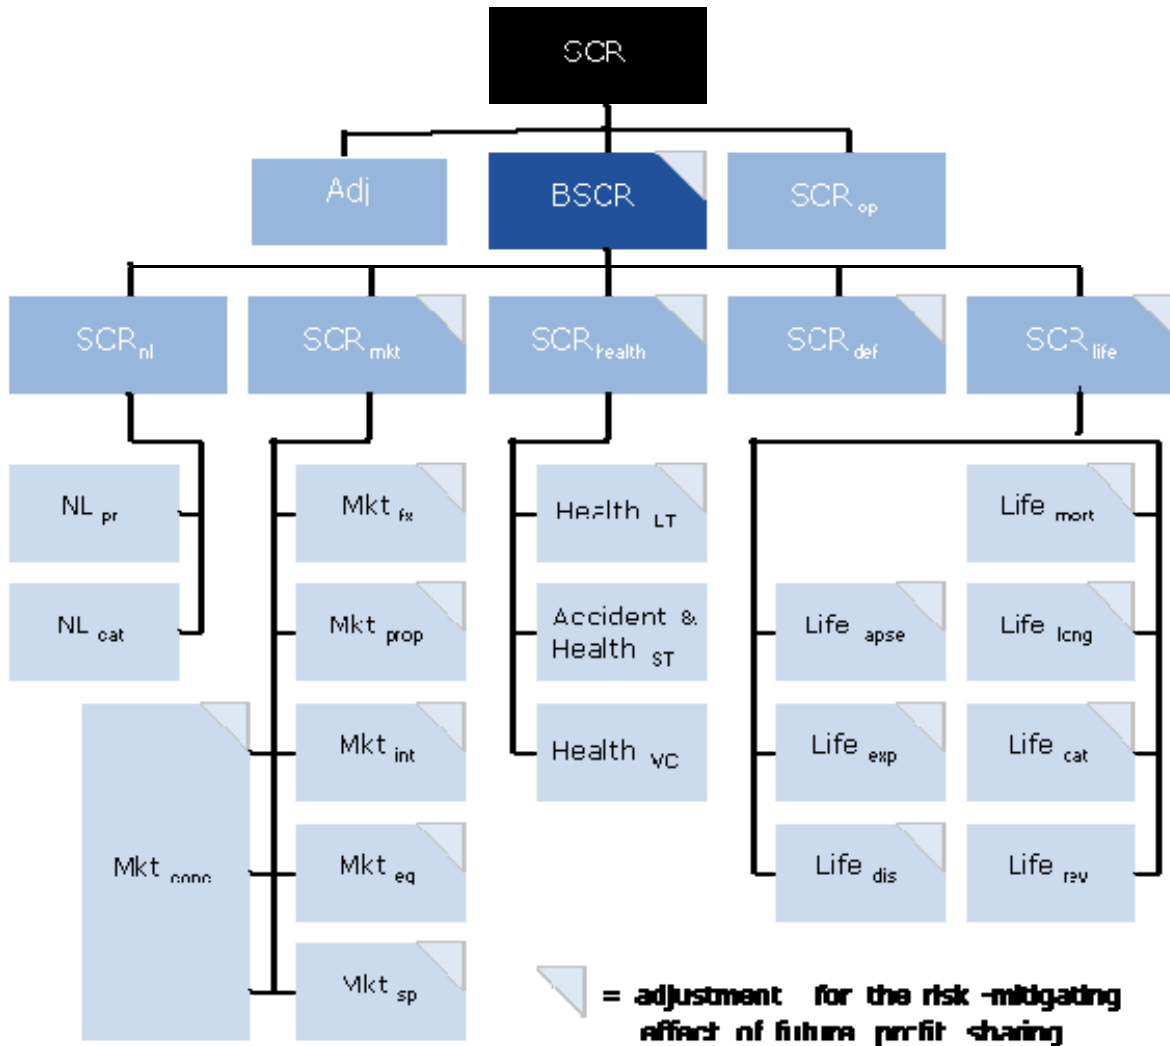 SCR
Adj
BSCR
SCR op
SCR nl
SCR mkt
SCR health
SCR def
SCR life
NL pr
Mkt fx
Health LT
Life mort
NL cat
Mkt prop
Accident &
Health ST
Life apse
Life long
Mkt conc
Mkt int
Health VC
Life exp
Life cat
Mkt eq
Life dis
Life rev
Mkt sp
= adjustment for the risk -mitigating
effect of future profit sharing